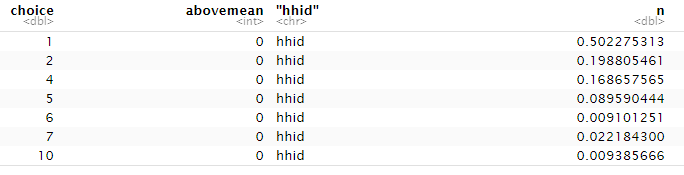 choice abovemean "hhid" n
<dbl> <int> <chr> <dbl>
1 0 hhid 0.502275313
2 0 hhid 0.198805461
4 0 hhid 0.168657565
5 0 hhid 0.089590444
6 0 hhid 0.009101251
7 0 hhid 0.022184300
10 0 hhid 0.009385666